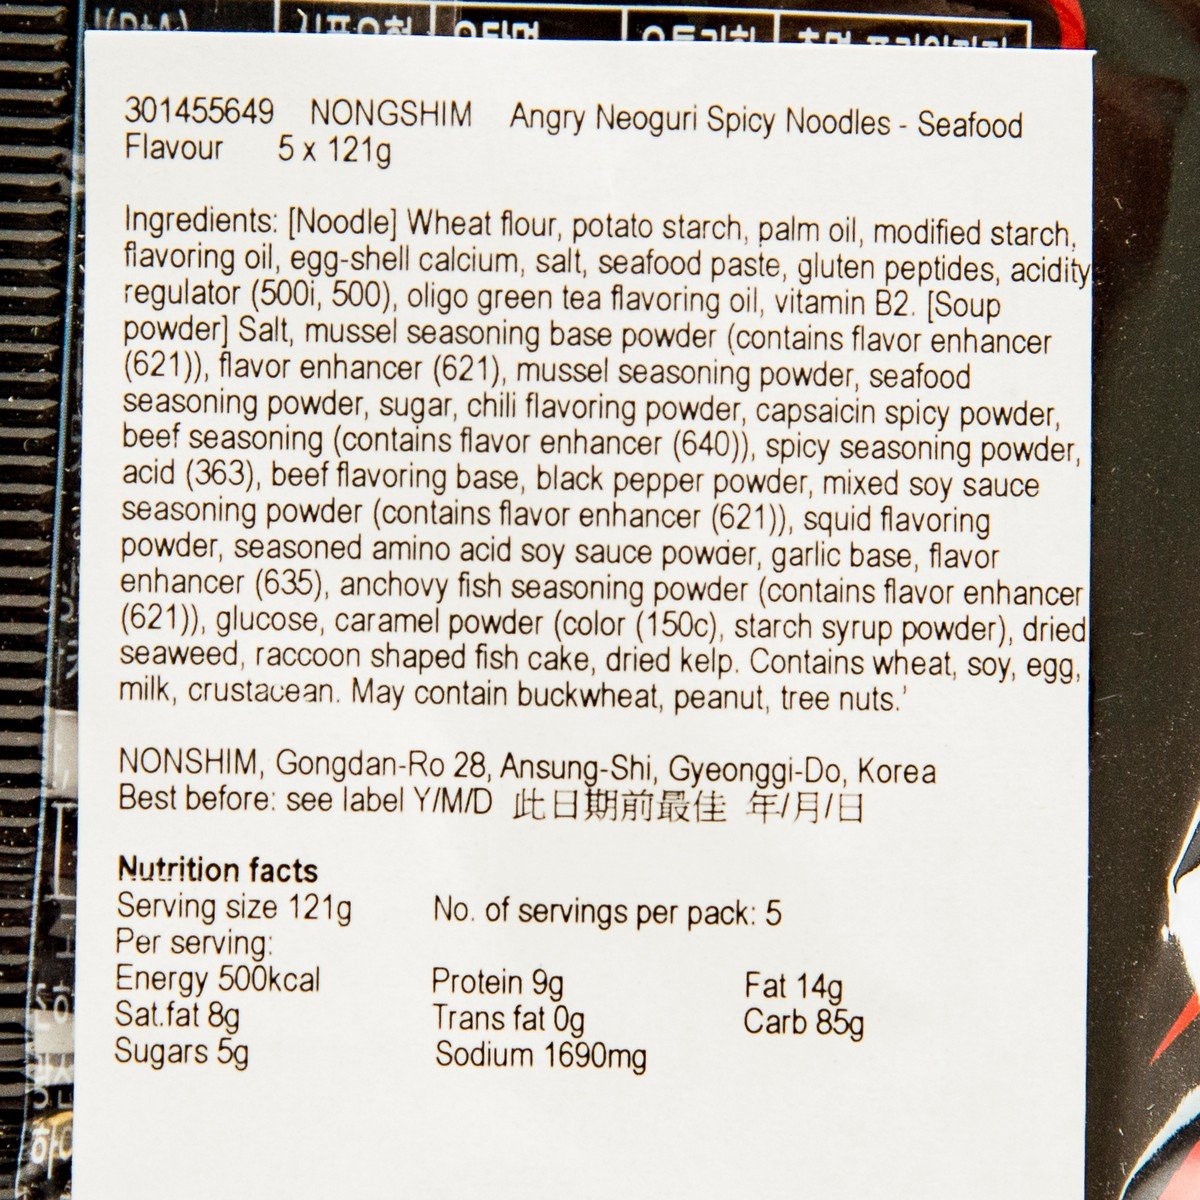 301455649 NONGSHIM Angry Neoguri Spicy Noodles - Seafood
Flavour 5 x 121g
Ingredients: [Noodle] Wheat flour, potato starch, palm oil, modified starch,
flavoring oil, egg-shell calcium, salt, seafood paste, gluten peptides, acidity
regulator (500i, 500), oligo green tea flavoring oil, vitamin B2. [Soup
powder] Salt, mussel seasoning base powder (contains flavor enhancer
(621)), flavor enhancer (621), mussel seasoning powder, seafood
seasoning powder, sugar, chili flavoring powder, capsaicin spicy powder,
beef seasoning (contains flavor enhancer (640)), spicy seasoning powder,
acid (363), beef flavoring base, black pepper powder, mixed soy sauce
seasoning powder (contains flavor enhancer (621)), squid flavoring
powder, seasoned amino acid soy sauce powder, garlic base, flavor
enhancer (635), anchovy fish seasoning powder (contains flavor enhancer
(621)), glucose, caramel powder (color (150c), starch syrup powder), dried
seaweed, raccoon shaped fish cake, dried kelp. Contains wheat, soy, egg,
milk, crustacean. May contain buckwheat, peanut, tree nuts.'
NONSHIM, Gongdan-Ro 28, Ansung-Shi, Gyeonggi-Do, Korea
Best before: see label Y/M/D 此日期前最佳 年/月/日
Nutrition facts
Serving size 121g No. of servings per pack: 5
Per serving:
Energy 500kcal Protein 9g Fat 14g
Sat.fat 8g Trans fat 0g Carb 85g
Sugars 5g Sodium 1690mg